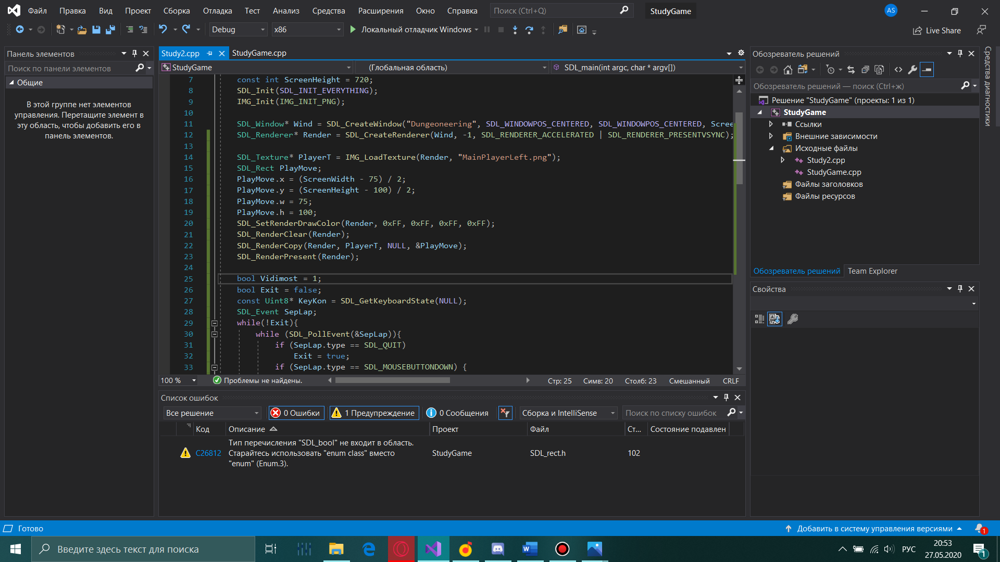 Файл Правка Вид Проект Сборка Отладка Тест Анализ Средства Расширения Окно Справка Поиск (Ctrl+Q) StudyGame AS
Debug x86 Локальный отладчик Windows Live Share
Панель элементов
Поиск по панели элементов
Общие
В этой группе нет элементов
управления. Перетащите элемент в
эту область, чтобы добавить его в
панель элементов.
Study2.cpp StudyGame.cpp
StudyGame (Глобальная область) SDL_main(int argc, char * argv[])
7 const int ScreenHeight = 720;
8 SDL_Init(SDL_INIT_EVERYTHING);
9 IMG_Init(IMG_INIT_PNG);
10
11 SDL_Window* Wind = SDL_CreateWindow("Dungeoneering", SDL_WINDOWPOS_CENTERED, SDL_WINDOWPOS_CENTERED, Scree
12 SDL_Renderer* Render = SDL_CreateRenderer(Wind, -1, SDL_RENDERER_ACCELERATED | SDL_RENDERER_PRESENTVSYNC);
13
14 SDL_Texture* PlayerT = IMG_LoadTexture(Render, "MainPlayerLeft.png");
15 SDL_Rect PlayMove;
16 PlayMove.x = (ScreenWidth - 75) / 2;
17 PlayMove.y = (ScreenHeight - 100) / 2;
18 PlayMove.w = 75;
19 PlayMove.h = 100;
20 SDL_SetRenderDrawColor(Render, 0xFF, 0xFF, 0xFF, 0xFF);
21 SDL_RenderClear(Render);
22 SDL_RenderCopy(Render, PlayerT, NULL, &PlayMove);
23 SDL_RenderPresent(Render);
24
25 bool Vidimost = 1;
26 bool Exit = false;
27 const Uint8* KeyKon = SDL_GetKeyboardState(NULL);
28 SDL_Event SepLap;
29 while(!Exit){
30 while (SDL_PollEvent(&SepLap)){
31 if (SepLap.type == SDL_QUIT)
32 Exit = true;
33 if (SepLap.type == SDL_MOUSEBUTTONDOWN) {
100 % Проблемы не найдены. Стр: 25 Симв: 20 Столб: 23 Смешанный CRLF
Список ошибок
Все решение 0 Ошибки 1 Предупреждение 0 Сообщения Сборка и IntelliSense Поиск по списку ошибок
Код Описание Проект Файл Ст... Состояние подавлен
Тип перечисления "SDL_bool" не входит в область.
C26812 Старайтесь использовать "enum class" вместо StudyGame SDL_rect.h 102
"enum" (Enum.3).
Обозреватель решений
Обозреватель решений — поиск (Ctrl+ж)
Решение "StudyGame" (проекты: 1 из 1)
StudyGame
Ссылки
Внешние зависимости
Исходные файлы
Study2.cpp
StudyGame.cpp
Файлы заголовков
Файлы ресурсов
Обозреватель решений Team Explorer
Свойства
Средства диагностики
Готово Добавить в систему управления версиями 1
Введите здесь текст для поиска РУС 20:53
27.05.2020 1